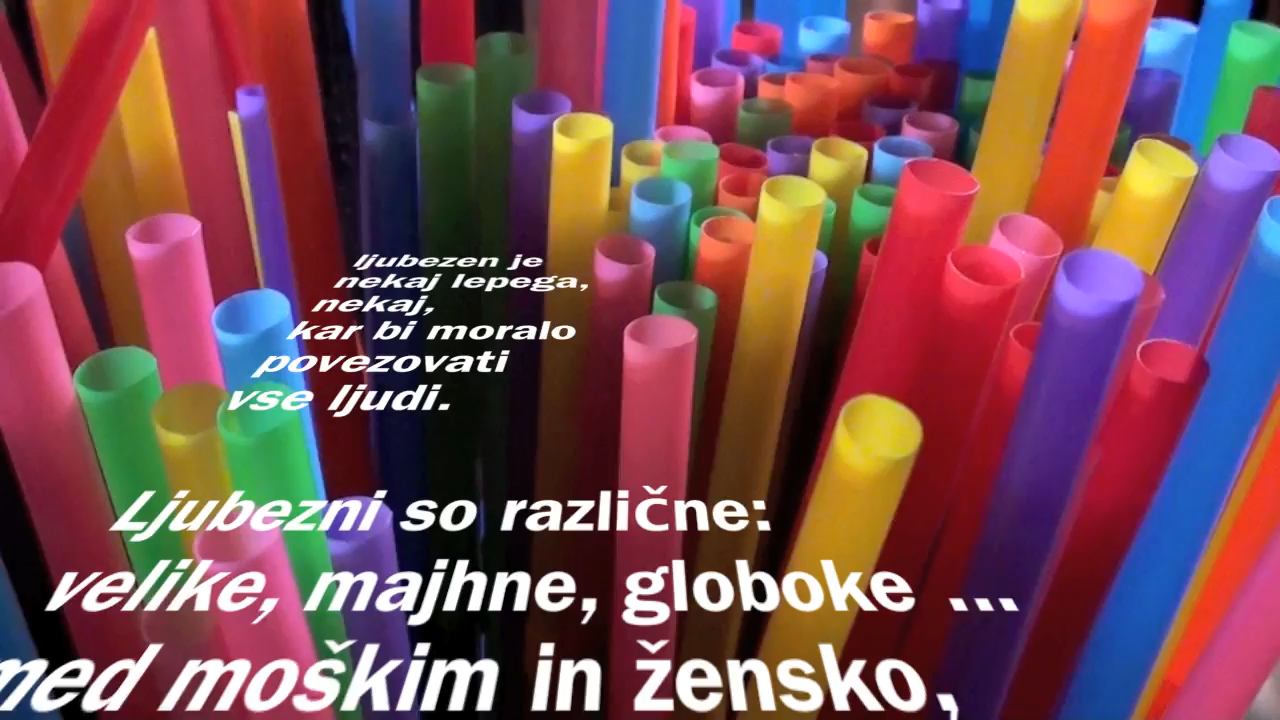 ljubezen je
nekaj lepega,
nekaj,
kar bi moralo
povezovati
vse ljudi.
Ljubezni so različne:
velike, majhne, globoke ...
med moškim in žensko,